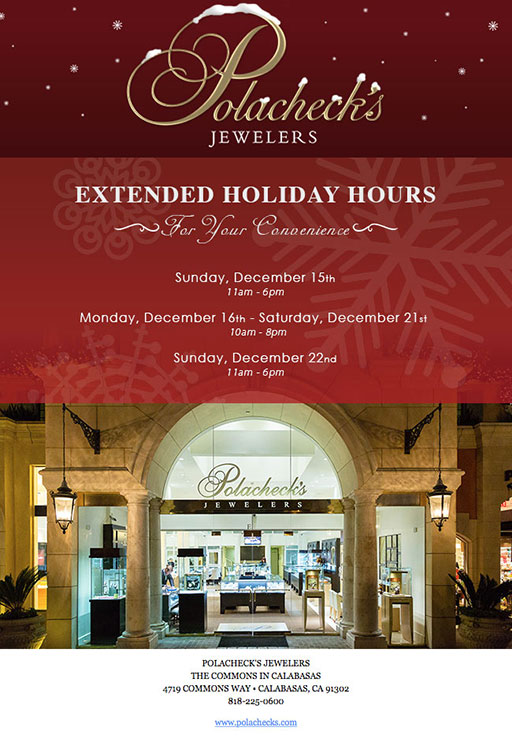 Polacheck's
JEWELERS
EXTENDED HOLIDAY HOURS
For Your Convenience
Sunday, December 15th
11am - 6pm
Monday, December 16th - Saturday, December 21st
10am - 8pm
Sunday, December 22nd
11am - 6pm
Polacheck's
JEWELERS
POLACHECK'S JEWELERS
THE COMMONS IN CALABASAS
4719 COMMONS WAY • CALABASAS, CA 91302
818-225-0600
www.polachecks.com